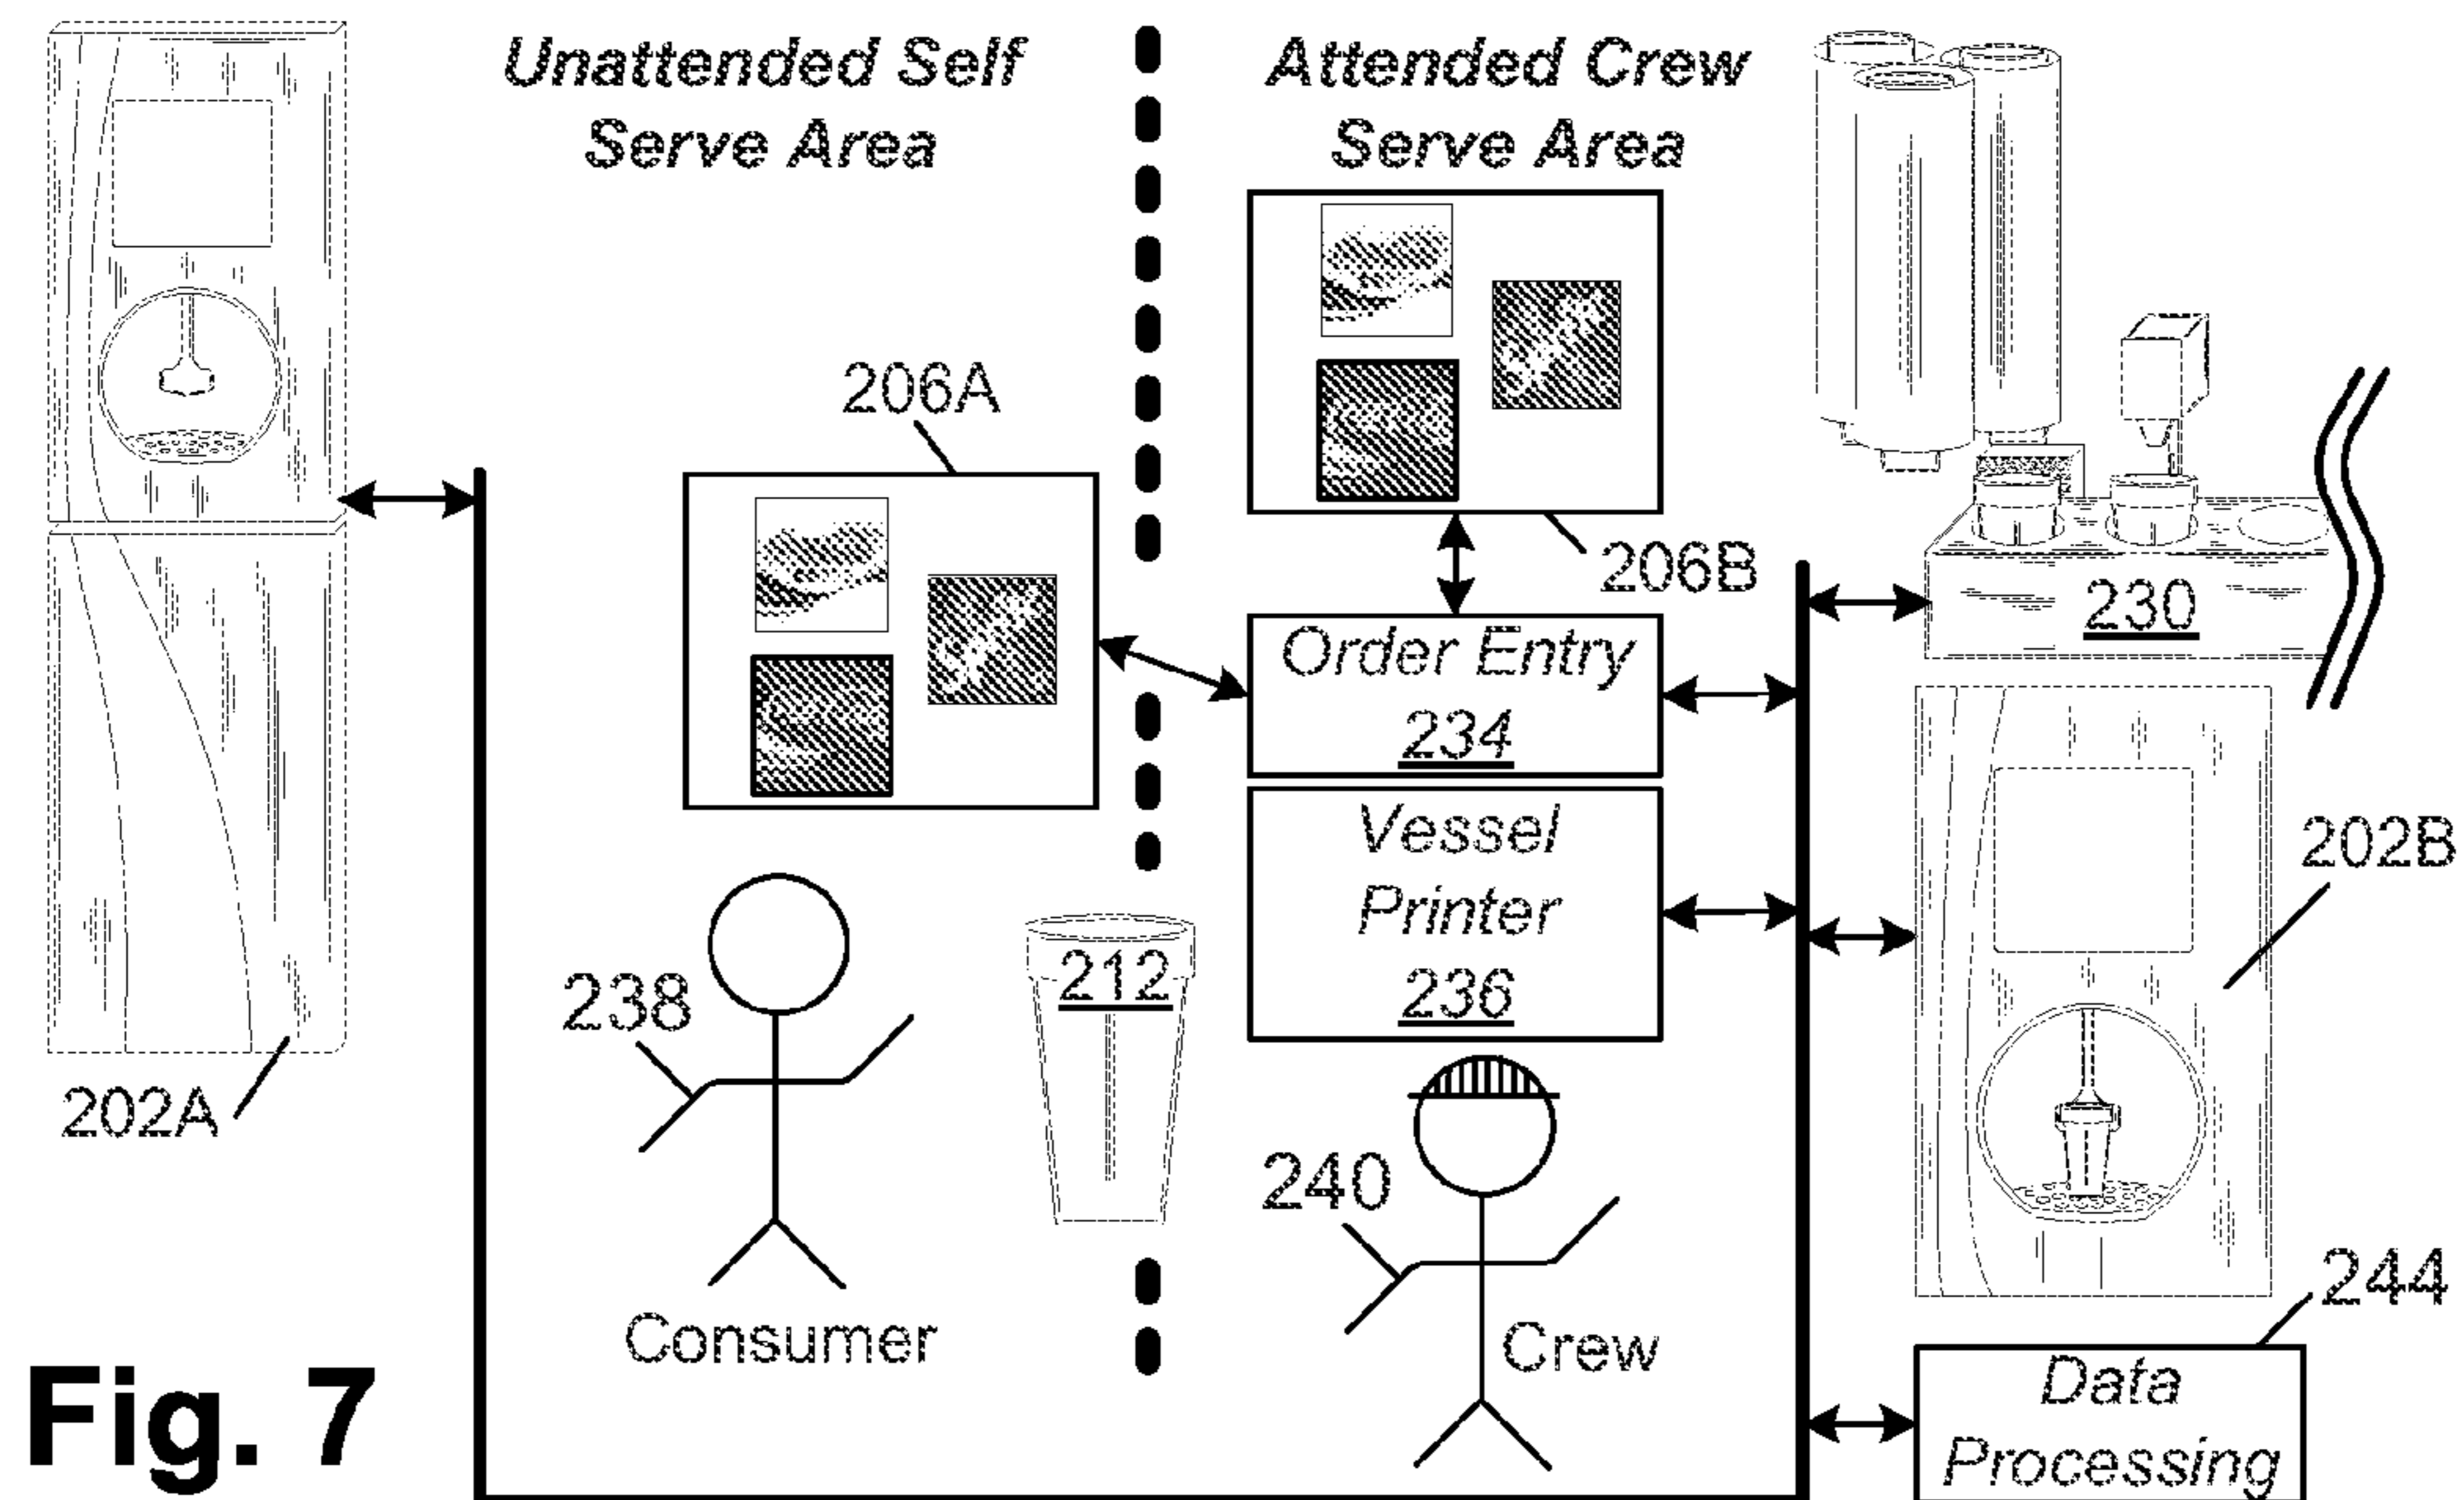 Unattended Self
Serve Area
Attended Crew
Serve Area
206A
206B
230
Order Entry
234
Vessel
Printer
236
202B
212
238
202A
240
244
Consumer
Crew
Data
Processing
Fig. 7